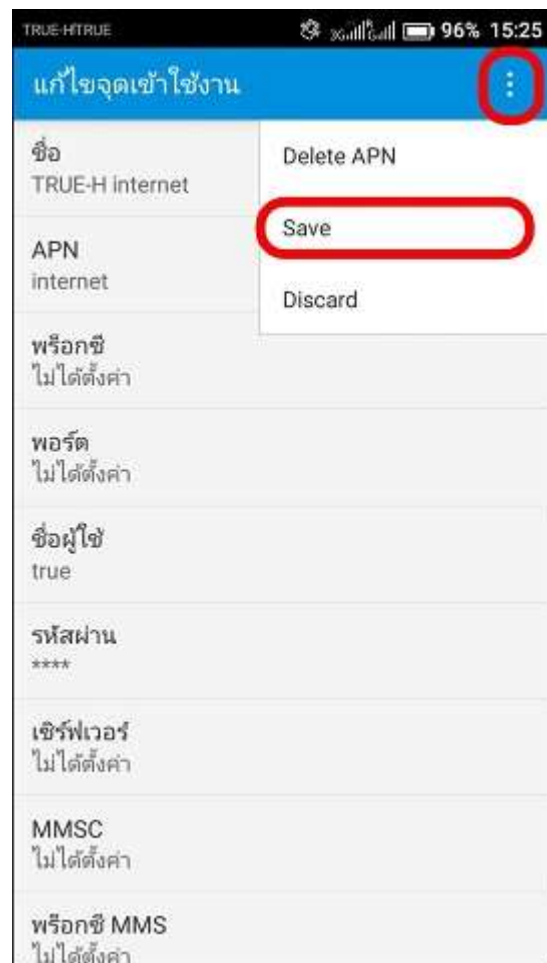 TRUE-HTRUE 3G 96% 15:25
แก้ไขจุดเข้าใช้งาน
ชื่อ
TRUE-H internet
Delete APN
Save
Discard
APN
internet
พร็อกซี
ไม่ได้ตั้งค่า
พอร์ต
ไม่ได้ตั้งค่า
ชื่อผู้ใช้
true
รหัสผ่าน
****
เซิร์ฟเวอร์
ไม่ได้ตั้งค่า
MMSC
ไม่ได้ตั้งค่า
พร็อกซี MMS
ไม่ได้ตั้งค่า